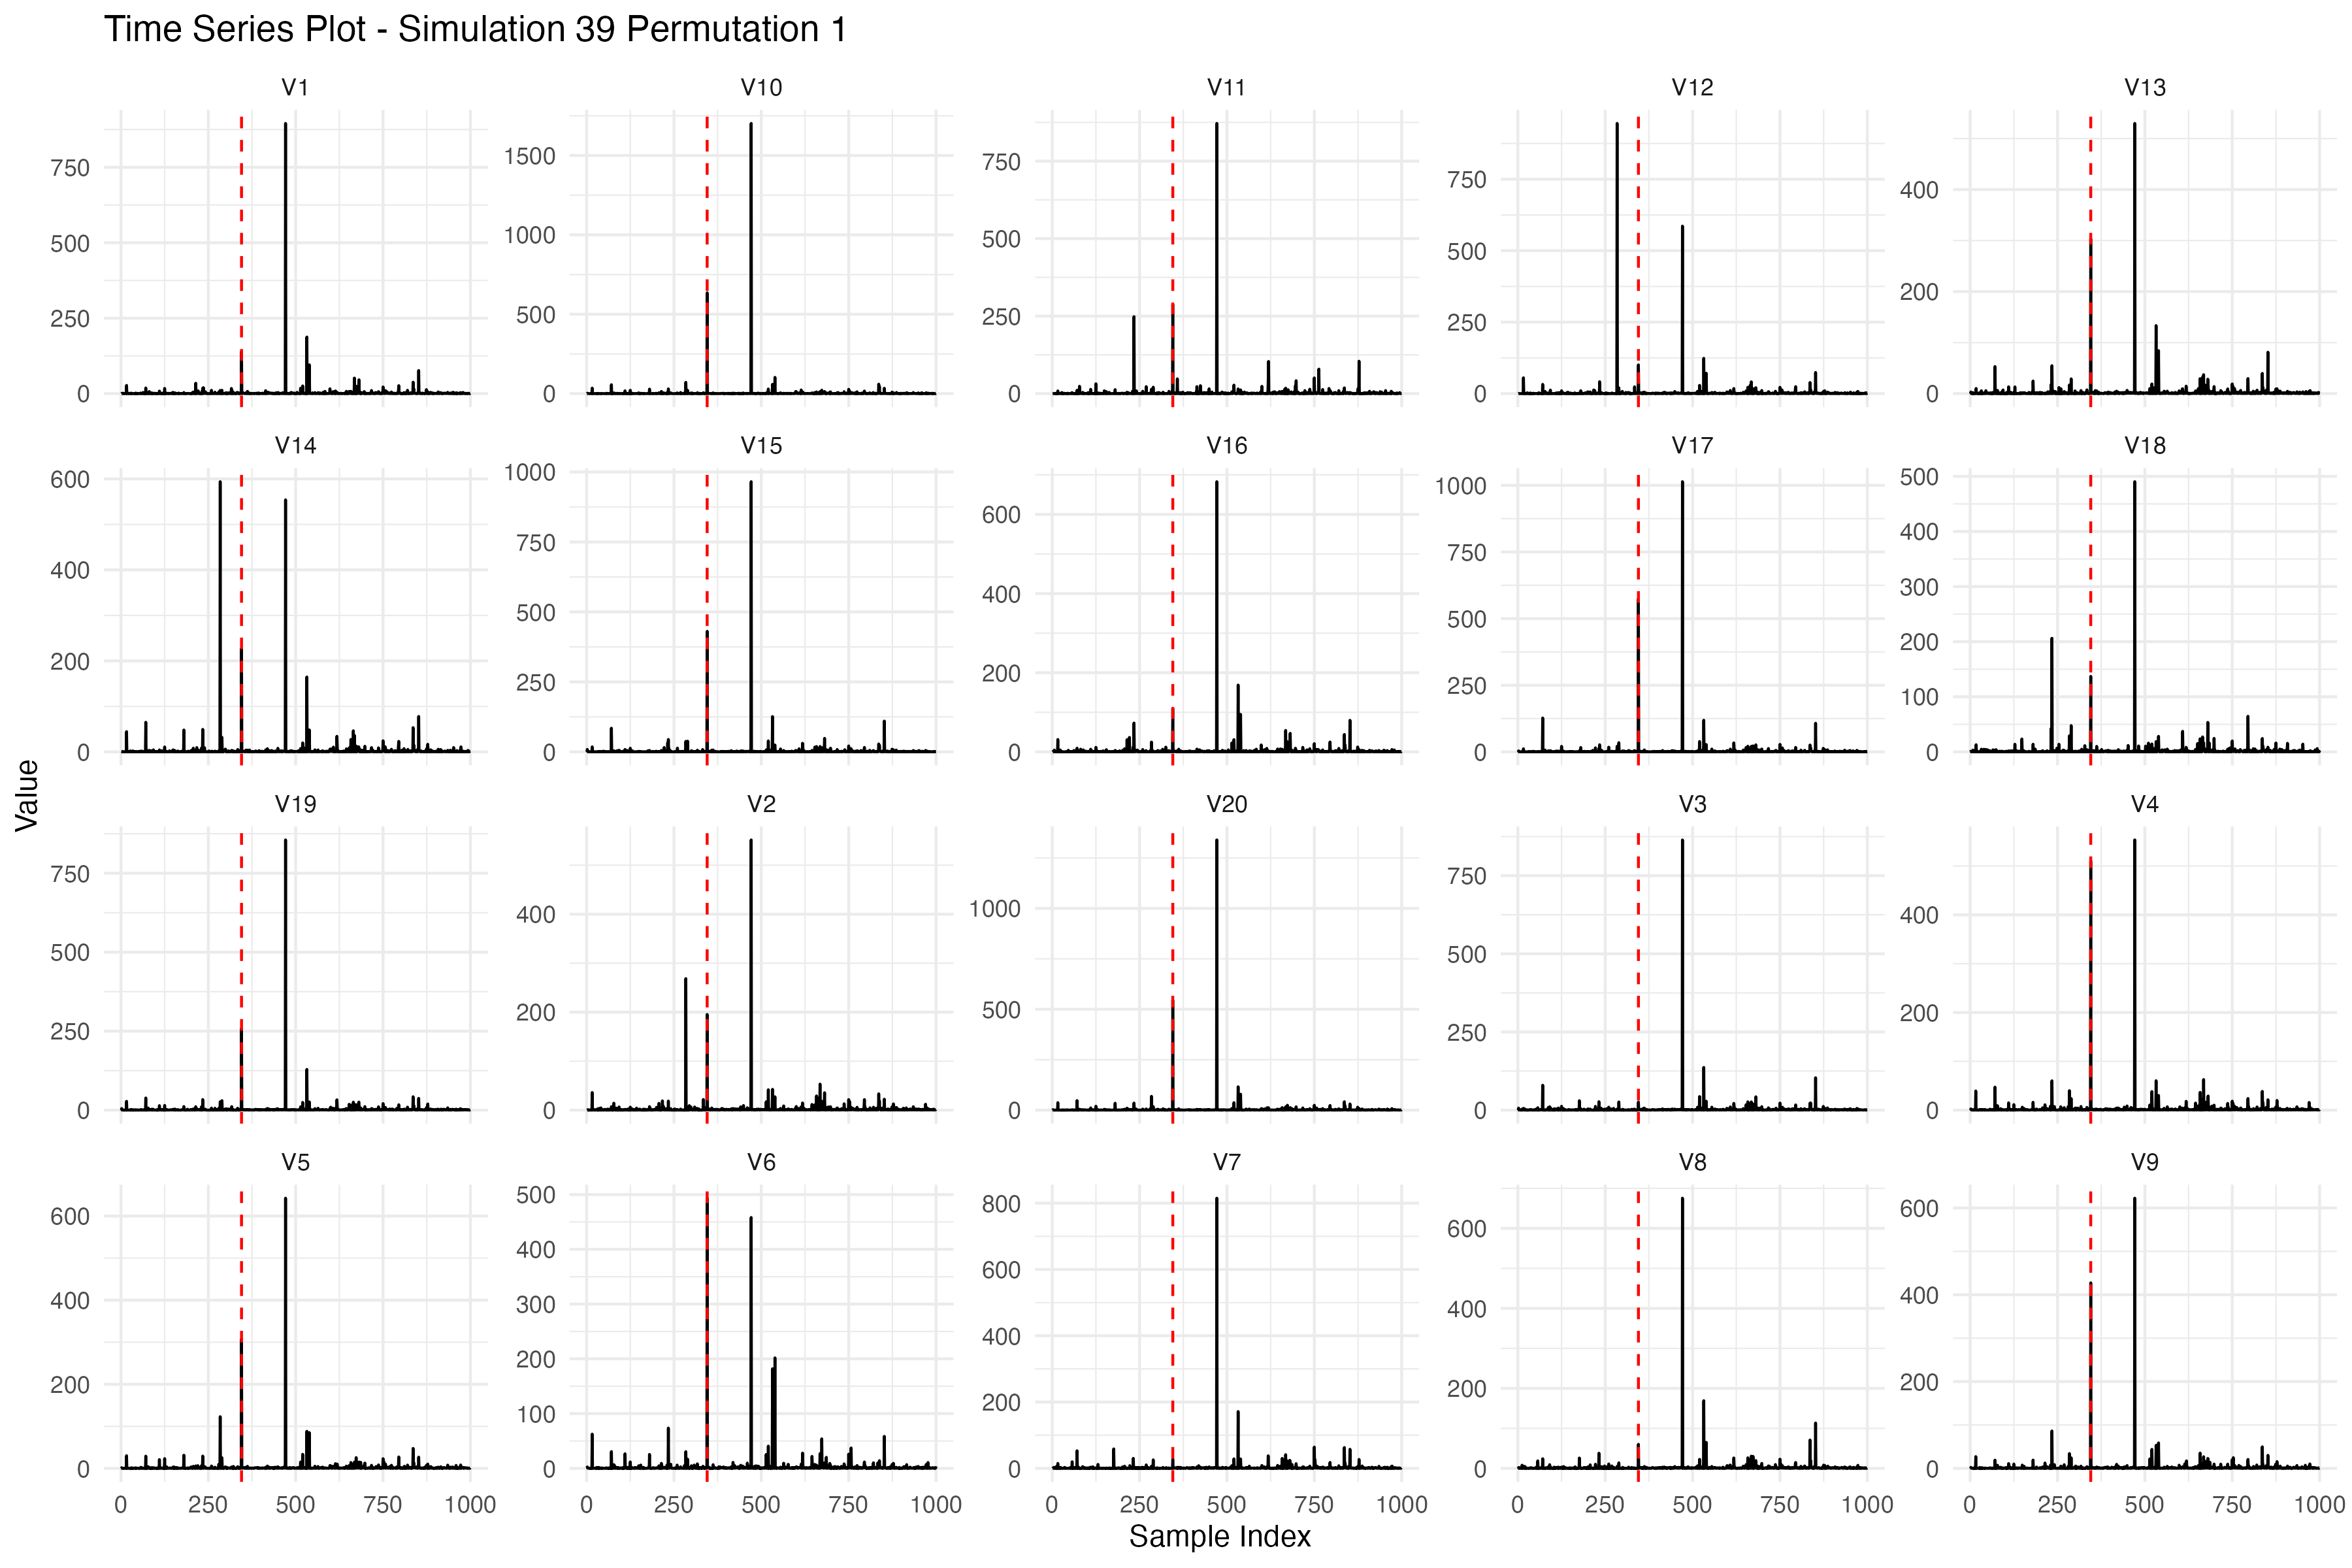 Time Series Plot - Simulation 39 Permutation 1
V1 V10 V11 V12 V13
750 500 250 0
1500 1000 500 0
750 500 250 0
750 500 250 0
400 200 0
V14 V15 V16 V17 V18
600 400 200 0
1000 750 500 250 0
600 400 200 0
1000 750 500 250 0
500 400 300 200 100 0
Value
V19 V2 V20 V3 V4
750 500 250 0
400 200 0
1000 500 0
750 500 250 0
400 200 0
V5 V6 V7 V8 V9
600 400 200 0
500 400 300 200 100 0
800 600 400 200 0
600 400 200 0
600 400 200 0
0 250 500 750 1000 0 250 500 750 1000 0 250 500 750 1000 0 250 500 750 1000 0 250 500 750 1000
Sample Index